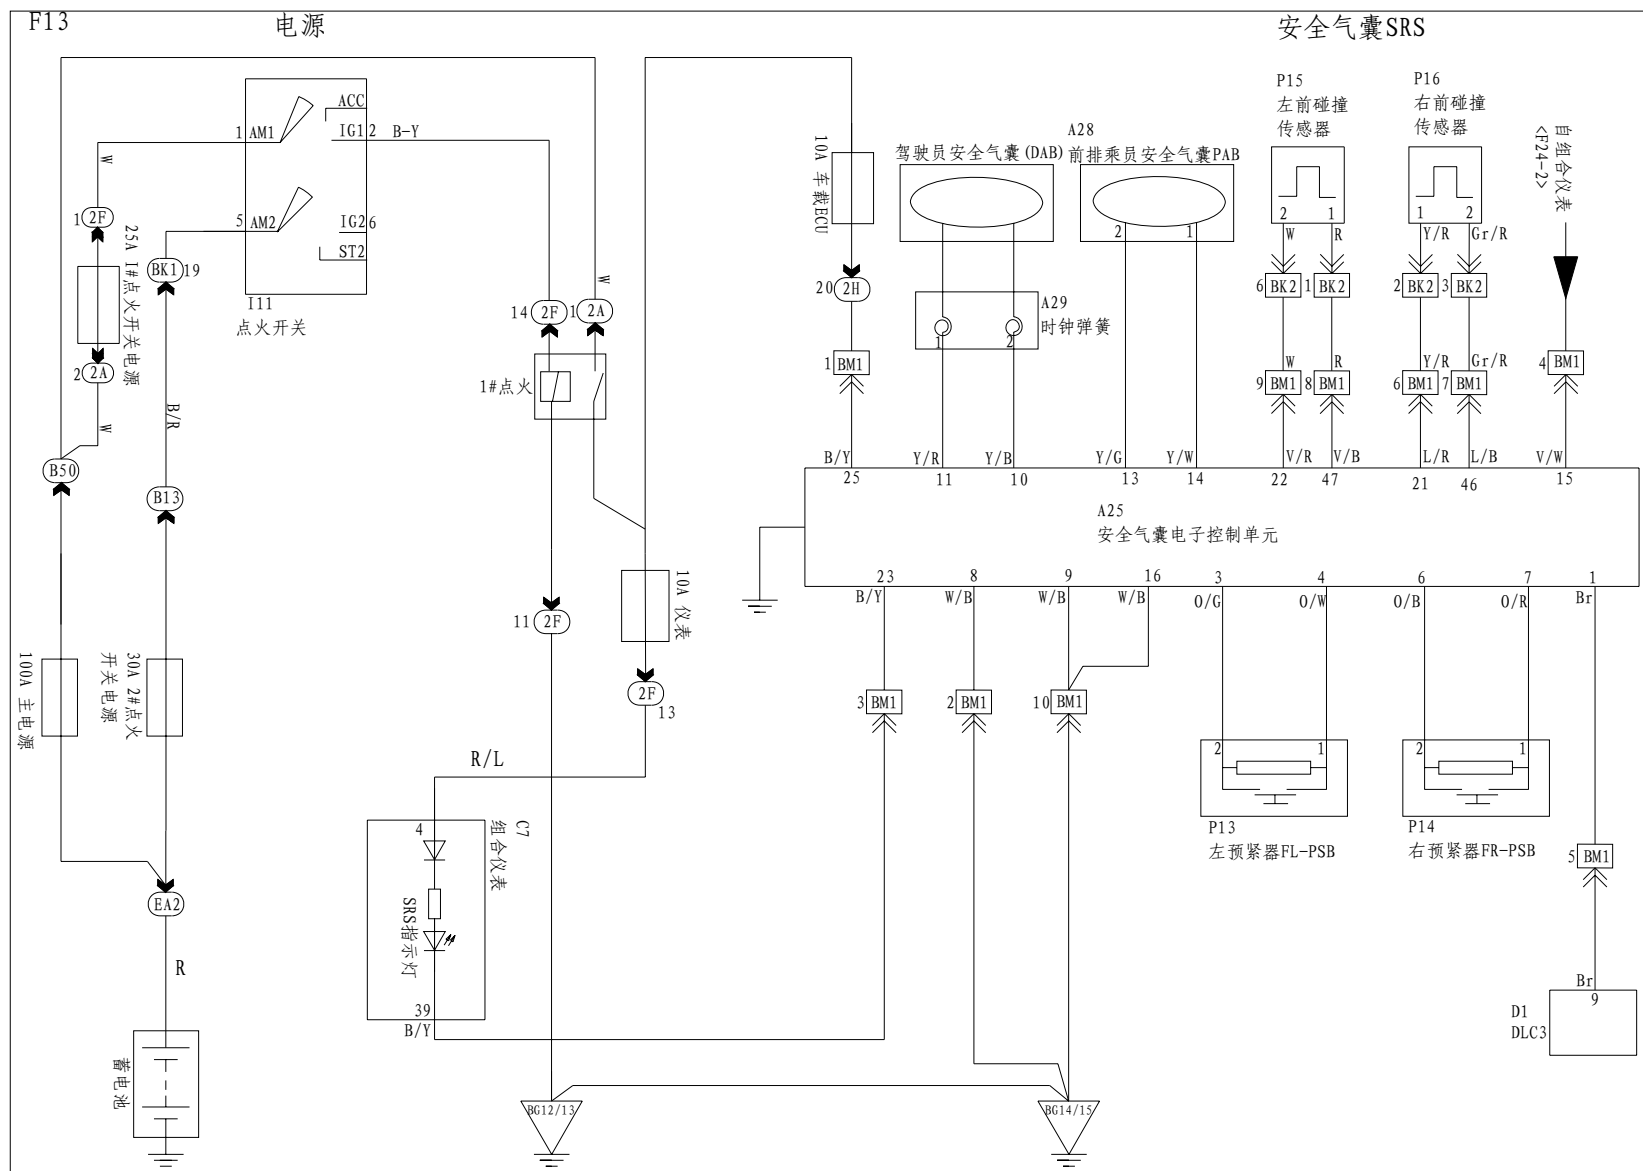 F13
电源
安全气囊SRS
ACC
1 AM1
IG1 2
B-Y
W
5 AM2
IG2 6
ST2
I11
点火开关
1 2F
25A I#点火开关电源
2 2A
W
BK1 19
B/R
B50
B13
100A 主电源
30A 2#点火
开关电源
EA2
R
蓄电池
14 2F
1 2A
W
1#点火
11 2F
10A 仪表
2F
13
R/L
4
C7
组合仪表
SRS指示灯
39
B/Y
BG12/13
10A 车载ECU
20 2H
1 BM1
B/Y
25
驾驶员安全气囊(DAB)
A28
前排乘员安全气囊PAB
2 1
A29
时钟弹簧
1 2
Y/R Y/B
11 10
Y/G Y/W
13 14
P15
左前碰撞
传感器
2 1
W R
6 BK2 1 BK2
W R
9 BM1 8 BM1
V/R V/B
22 47
P16
右前碰撞
传感器
1 2
Y/R Gr/R
2 BK2 3 BK2
Y/R Gr/R
6 BM1 7 BM1
L/R L/B
21 46
自组合仪表
<F24-2>
4 BM1
V/W
15
A25
安全气囊电子控制单元
23 8 9 16 3 4 6 7 1
B/Y W/B W/B W/B O/G O/W O/B O/R Br
3 BM1 2 BM1 10 BM1
2 1
P13
左预紧器FL-PSB
2 1
P14
右预紧器FR-PSB
5 BM1
Br
9
D1
DLC3
BG14/15